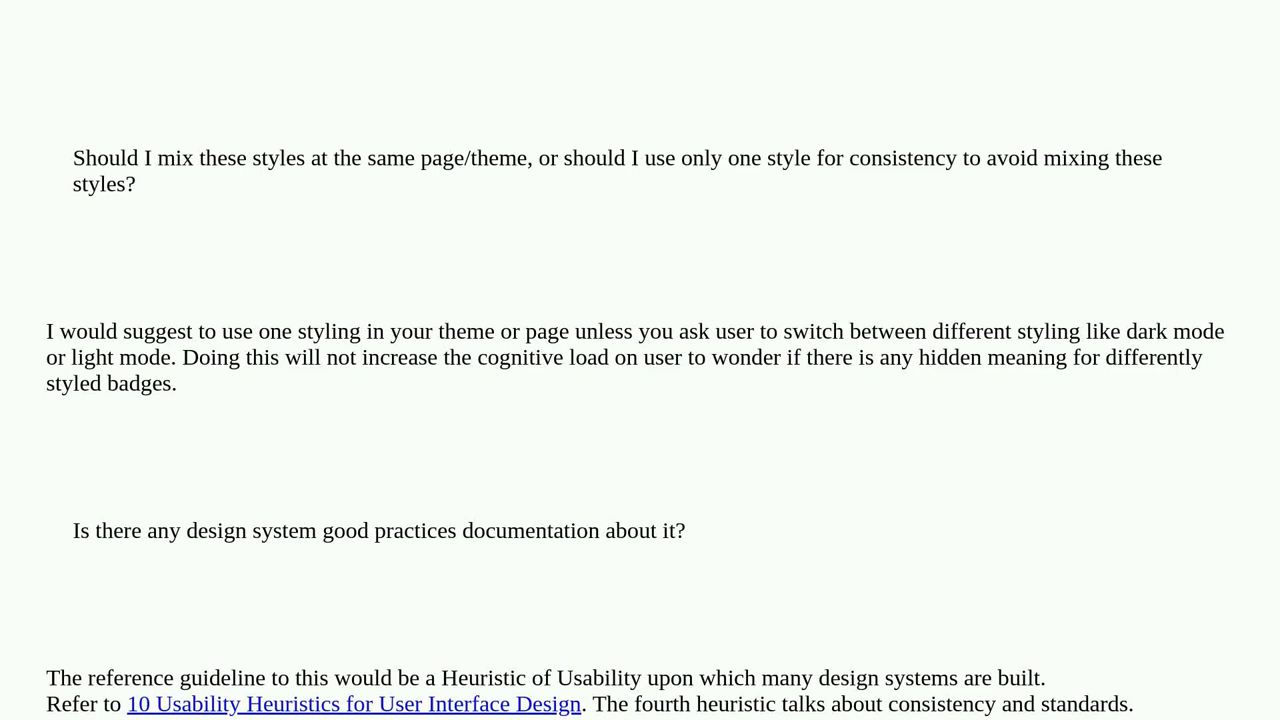 Should I mix these styles at the same page/theme, or should I use only one style for consistency to avoid mixing these
styles?
I would suggest to use one styling in your theme or page unless you ask user to switch between different styling like dark mode
or light mode. Doing this will not increase the cognitive load on user to wonder if there is any hidden meaning for differently
styled badges.
Is there any design system good practices documentation about it?
The reference guideline to this would be a Heuristic of Usability upon which many design systems are built.
Refer to 10 Usability Heuristics for User Interface Design. The fourth heuristic talks about consistency and standards.